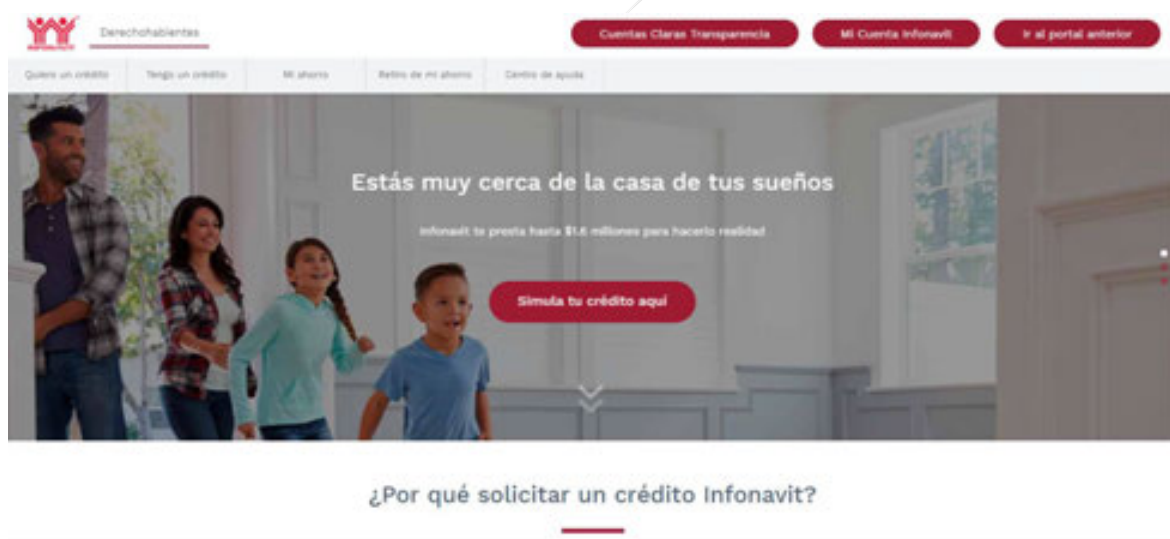 INFONAVIT
Derechohabientes
Cuentas Claras Transparencia
Mi Cuenta Infonavit
Ir al portal anterior
Quiero un crédito
Tengo un crédito
Mi ahorro
Retiro de mi ahorro
Centro de ayuda
Estás muy cerca de la casa de tus sueños
Infonavit te presta hasta $1.6 millones para hacerlo realidad
Simula tu crédito aquí
¿Por qué solicitar un crédito Infonavit?